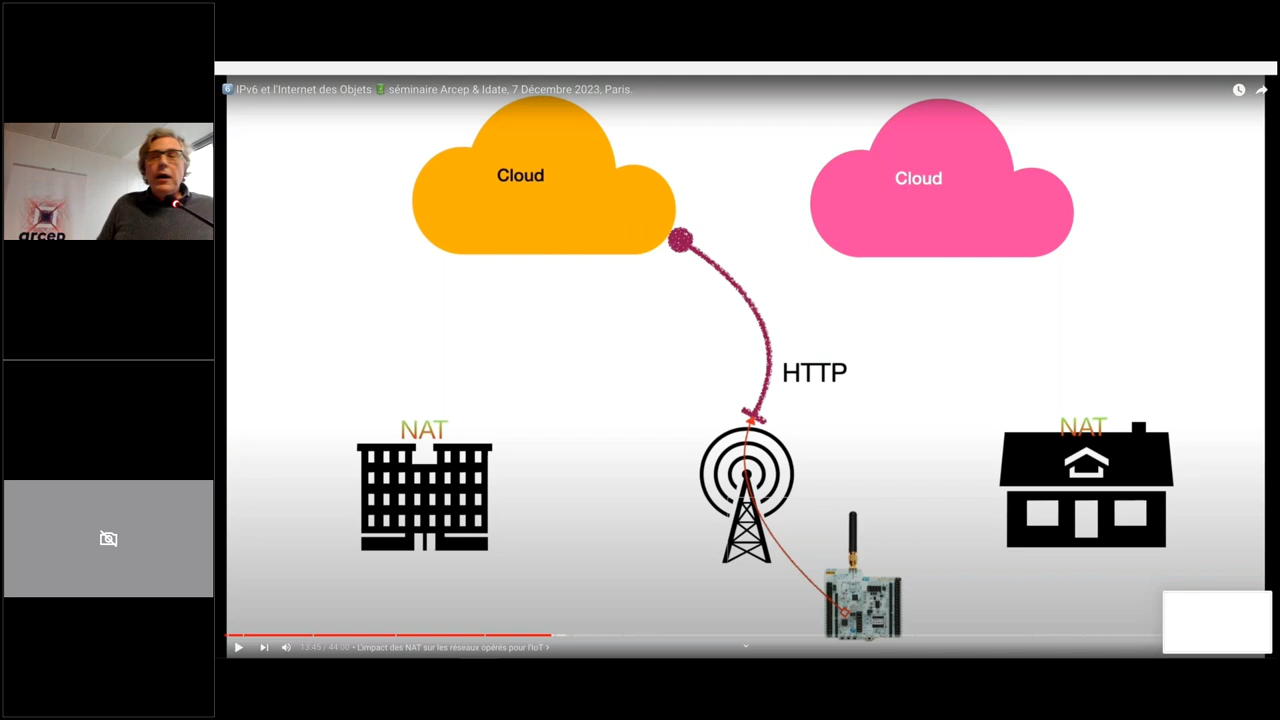 6 IPv6 et l'Internet des Objets séminaire Arcep & Idate, 7 Décembre 2023, Paris.
Cloud
Cloud
HTTP
NAT
NAT
arcep
13:45 / 44:00 • L'impact des NAT sur les réseaux opérés pour l'IoT >